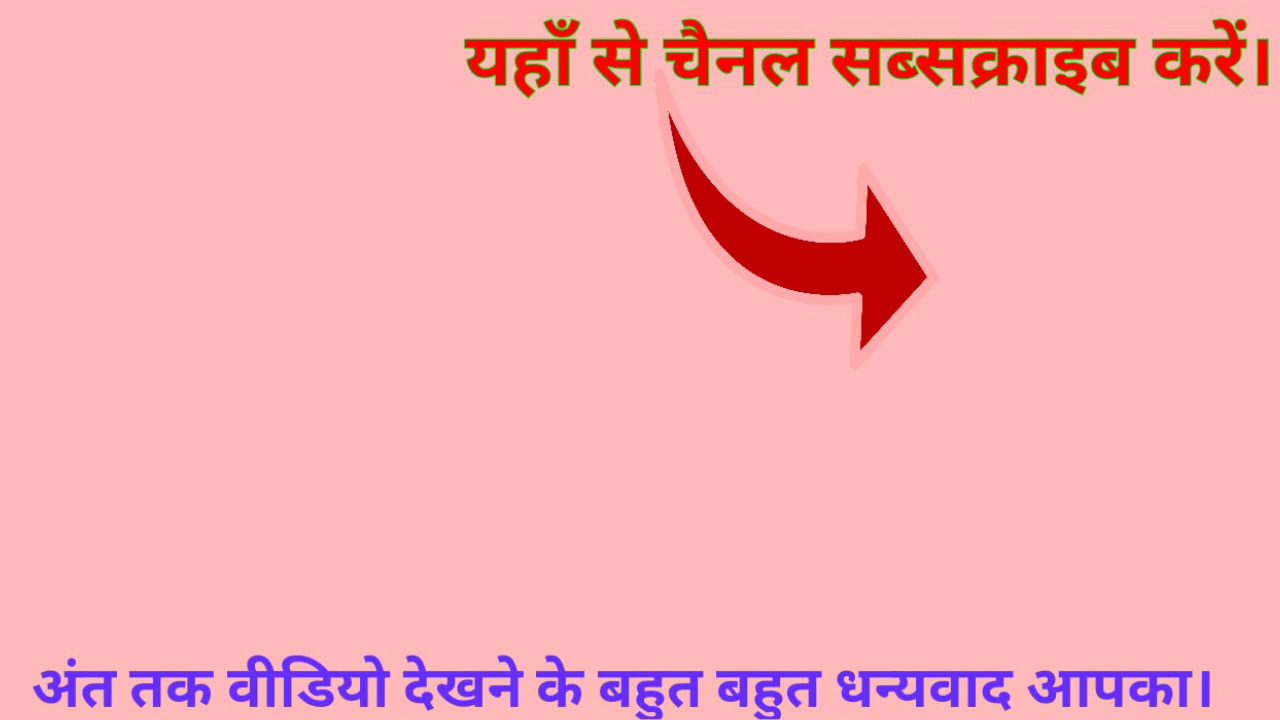 यहाँ से चैनल सब्सक्राइब करें।
अंत तक वीडियो देखने के बहुत बहुत धन्यवाद आपका।